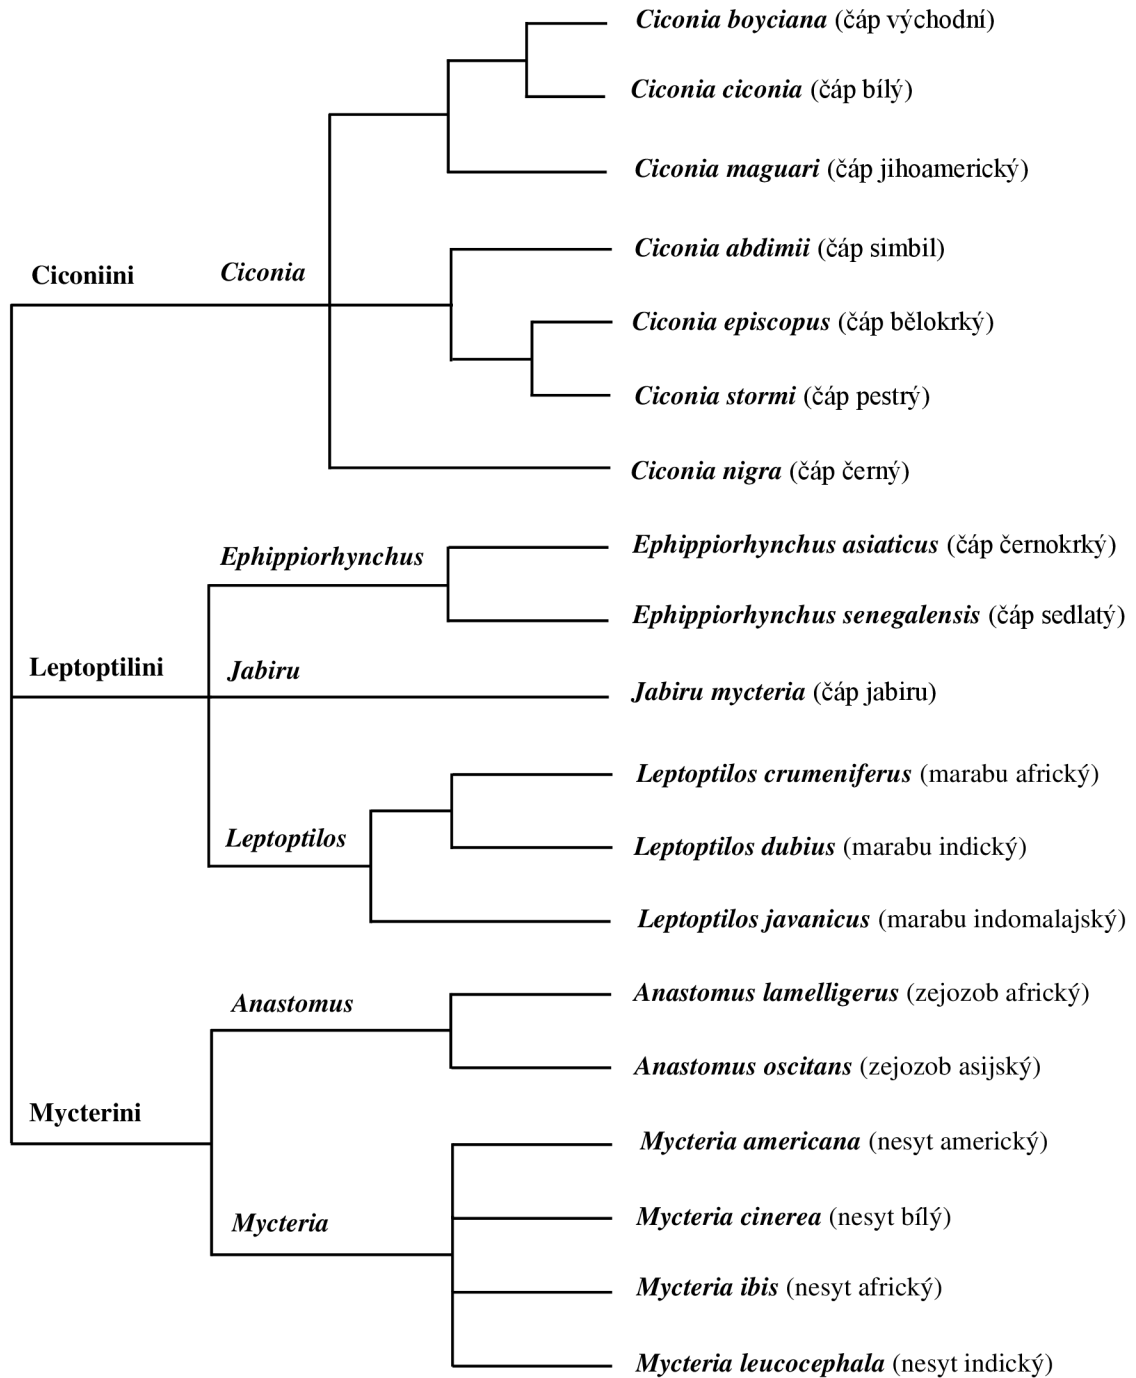 Ciconia boyciana (čáp východní)
Ciconia ciconia (čáp bílý)
Ciconia maguari (čáp jihoamerický)
Ciconia abdimii (čáp simbil)
Ciconiini
Ciconia
Ciconia episcopus (čáp bělokrký)
Ciconia stormi (čáp pestrý)
Ciconia nigra (čáp černý)
Ephippiorhynchus
Ephippiorhynchus asiaticus (čáp černokrký)
Ephippiorhynchus senegalensis (čáp sedlatý)
Leptoptilini
Jabiru
Jabiru mycteria (čáp jabiru)
Leptoptilos crumeniferus (marabu africký)
Leptoptilos
Leptoptilos dubius (marabu indický)
Leptoptilos javanicus (marabu indomalajský)
Anastomus
Anastomus lamelligerus (zejozob africký)
Anastomus oscitans (zejozob asijský)
Mycterini
Mycteria americana (nesyt americký)
Mycteria
Mycteria cinerea (nesyt bílý)
Mycteria ibis (nesyt africký)
Mycteria leucocephala (nesyt indický)